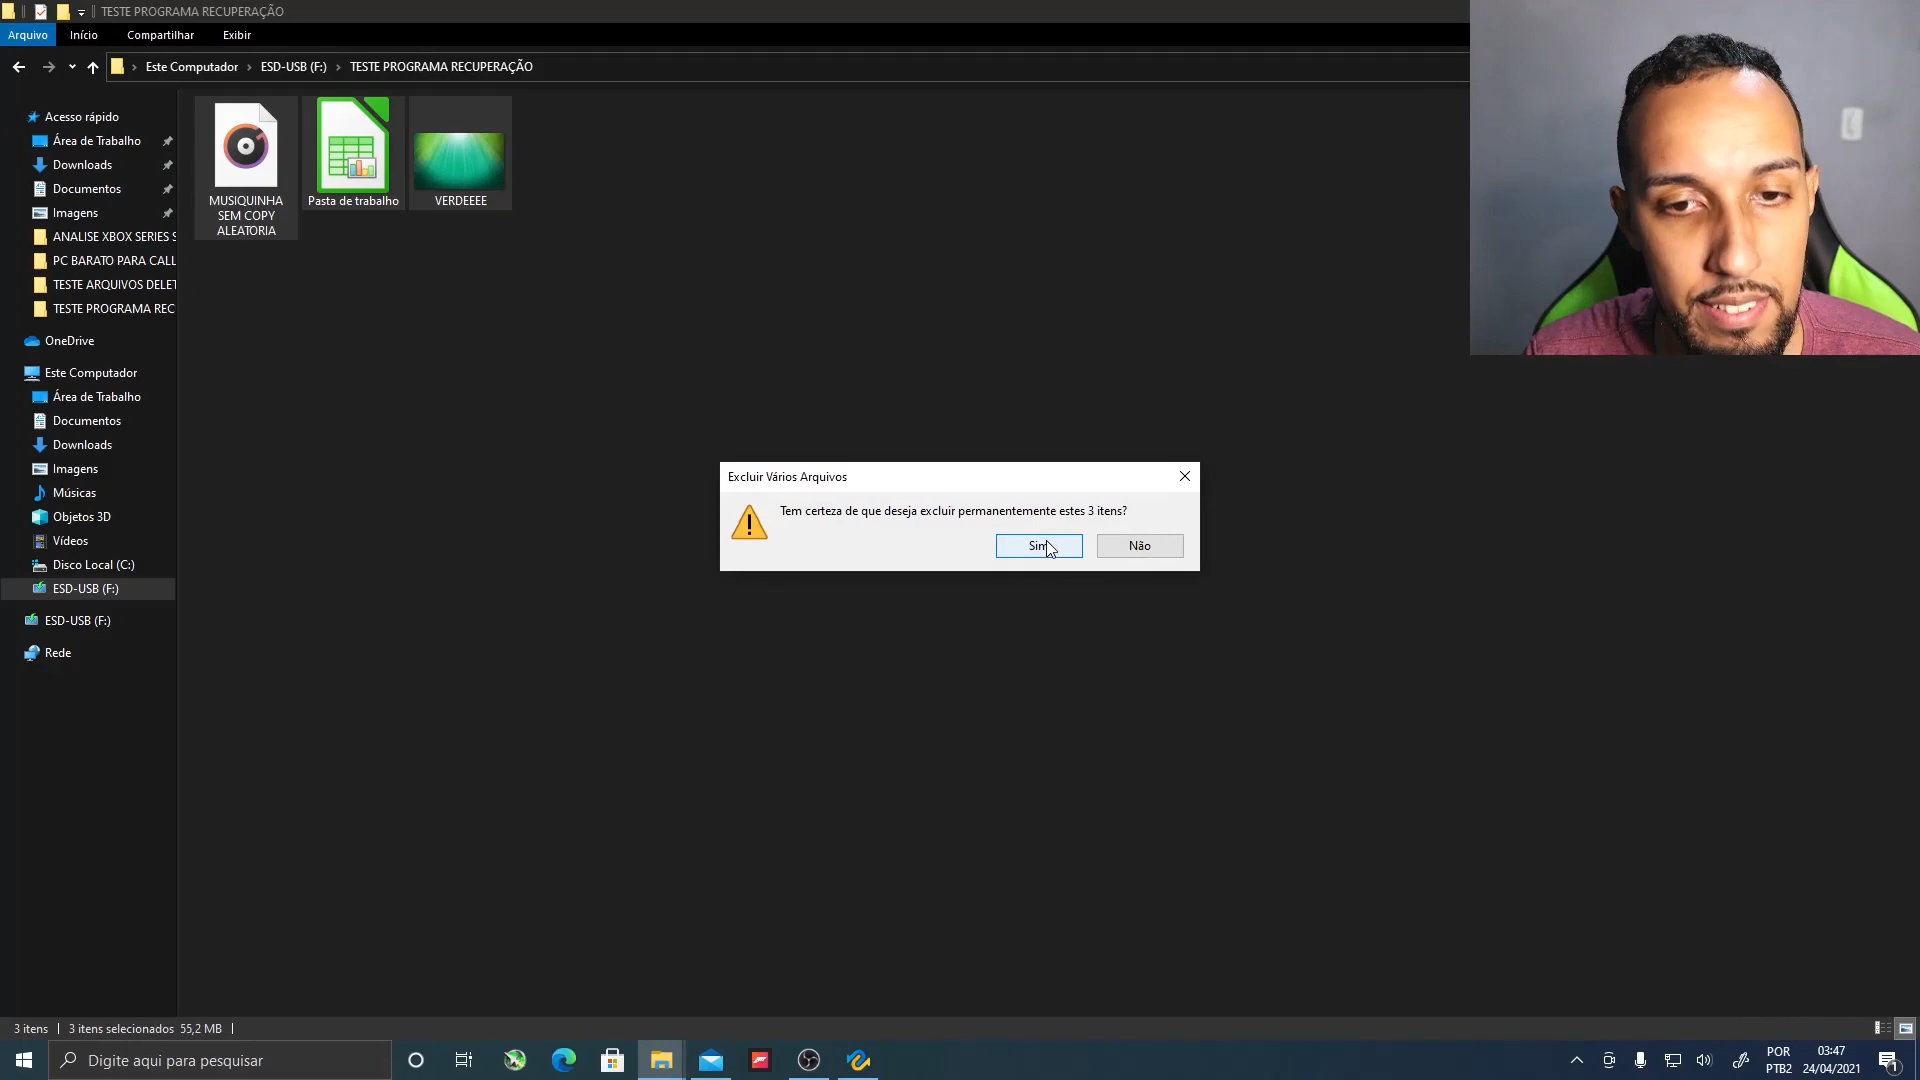 TESTE PROGRAMA RECUPERAÇÃO
Arquivo Início Compartilhar Exibir
Este Computador ESD-USB (F:) TESTE PROGRAMA RECUPERAÇÃO
Acesso rápido
Área de Trabalho
Downloads
Documentos
Imagens
ANALISE XBOX SERIES S
PC BARATO PARA CALL
TESTE ARQUIVOS DELET
TESTE PROGRAMA REC
OneDrive
Este Computador
Área de Trabalho
Documentos
Downloads
Imagens
Músicas
Objetos 3D
Vídeos
Disco Local (C:)
ESD-USB (F:)
ESD-USB (F:)
Rede
MUSIQUINHA
SEM COPY
ALEATORIA
Pasta de trabalho
VERDEEEE
Excluir Vários Arquivos
Tem certeza de que deseja excluir permanentemente estes 3 itens?
Sim Não
3 itens 3 itens selecionados 55,2 MB
Digite aqui para pesquisar
POR
PTB2
03:47
24/04/2021
1